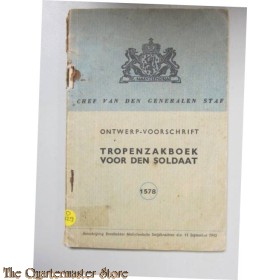 CHEF VAN DEN GENERALEN STAF
ONTWERP-VOORSCHRIFT
TROPENZAKBOEK
VOOR DEN SOLDAAT
1578
The Quartermaster Store